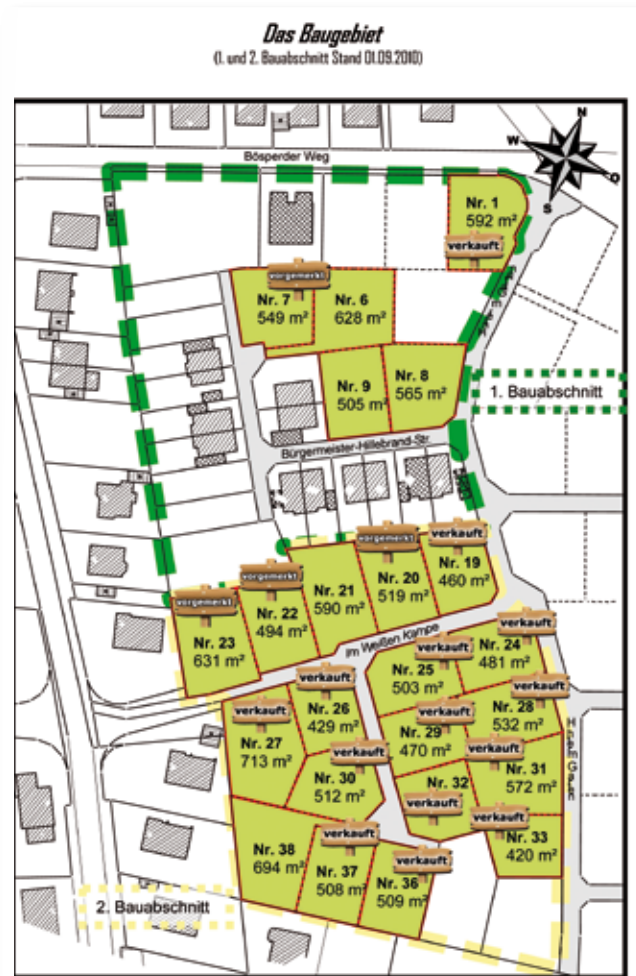 Das Baugebiet
(1. und 2. Bauabschnitt Stand 01.09.2010)
N
W
O
S
Bösperder Weg
Nr. 1
592 m²
verkauft
vorgemerkt
Nr. 7
549 m²
Nr. 6
628 m²
Nr. 9
505 m²
Nr. 8
565 m²
1. Bauabschnitt
Bürgermeister-Hillebrand-Str.
vorgemerkt
verkauft
Nr. 19
460 m²
Nr. 20
519 m²
Nr. 21
590 m²
vorgemerkt
Nr. 22
494 m²
vorgemerkt
Nr. 23
631 m²
Im Weißen Kampe
verkauft
Nr. 24
481 m²
verkauft
Nr. 25
503 m²
verkauft
Nr. 26
429 m²
verkauft
Nr. 27
713 m²
verkauft
Nr. 28
532 m²
verkauft
Nr. 29
470 m²
verkauft
Nr. 30
512 m²
verkauft
Nr. 31
572 m²
Nr. 32
verkauft
verkauft
Nr. 33
420 m²
Nr. 38
694 m²
verkauft
Nr. 37
508 m²
verkauft
Nr. 36
509 m²
2. Bauabschnitt